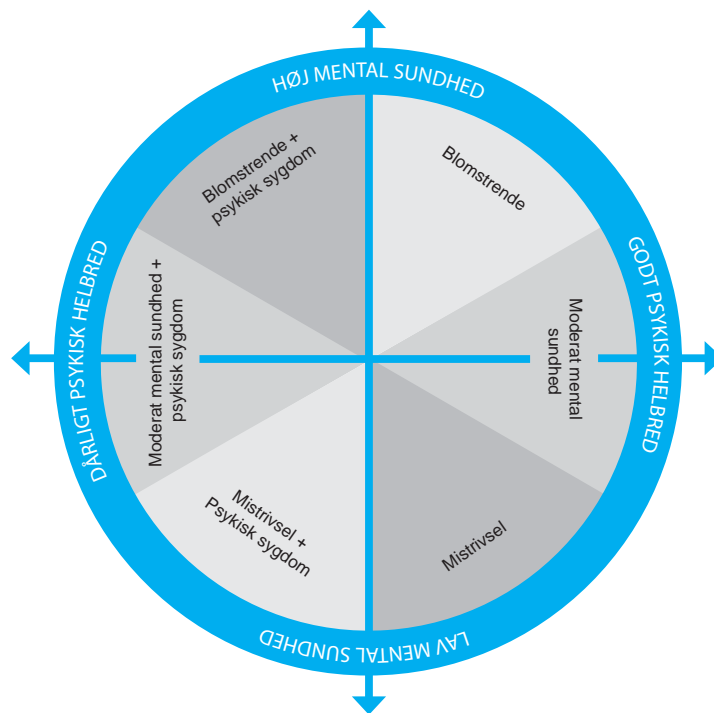 HØJ MENTAL SUNDHED
Blomstrende +
psykisk sygdom
Blomstrende
DÅRLIGT PSYKISK HELBRED
Moderat mental sundhed +
psykisk sygdom
Moderat mental
sundhed
GODT PSYKISK HELBRED
Mistrivsel +
Psykisk sygdom
Mistrivsel
LAV MENTAL SUNDHED